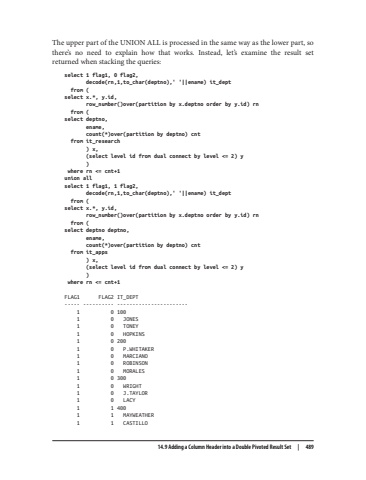 The upper part of the UNION ALL is processed in the same way as the lower part, so
there's no need to explain how that works. Instead, let's examine the result set
returned when stacking the queries:
select 1 flag1, 0 flag2,
decode(rn,1,to_char(deptno),' '||ename) it_dept
from (
select x.*, y.id,
row_number()over(partition by x.deptno order by y.id) rn
from (
select deptno,
ename,
count(*)over(partition by deptno) cnt
from it_research
) x,
(select level id from dual connect by level <= 2) y
)
where rn <= cnt+1
union all
select 1 flag1, 1 flag2,
decode(rn,1,to_char(deptno),' '||ename) it_dept
from (
select x.*, y.id,
row_number()over(partition by x.deptno order by y.id) rn
from (
select deptno deptno,
ename,
count(*)over(partition by deptno) cnt
from it_apps
) x,
(select level id from dual connect by level <= 2) y
)
where rn <= cnt+1
FLAG1 FLAG2 IT_DEPT
----- ---------- -----------------------
1 0 100
1 0 JONES
1 0 TONEY
1 0 HOPKINS
1 0 200
1 0 P.WHITAKER
1 0 MARCIANO
1 0 ROBINSON
1 0 MORALES
1 0 300
1 0 WRIGHT
1 0 J.TAYLOR
1 0 LACY
1 1 400
1 1 MAYWEATHER
1 1 CASTILLO
14.9 Adding a Column Header into a Double Pivoted Result Set | 489